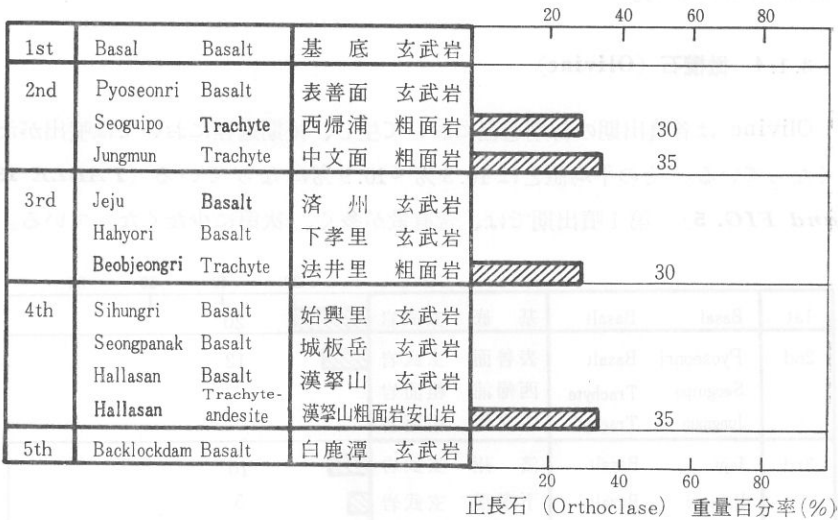 20 40 60 80
1st Basal Basalt 基底 玄武岩
2nd Pyoseonri Basalt 表善面 玄武岩
Seoguipo Trachyte 西帰浦 粗面岩 30
Jungmun Trachyte 中文面 粗面岩 35
3rd Jeju Basalt 済州 玄武岩
Hahyori Basalt 下孝里 玄武岩
Beobjeongri Trachyte 法井里 粗面岩 30
4th Sihungri Basalt 始興里 玄武岩
Seongpanak Basalt 城板岳 玄武岩
Hallasan Basalt 漢拏山 玄武岩
Hallasan Trachyte-andesite 漢拏山粗面岩安山岩 35
5th Backlockdam Basalt 白鹿潭 玄武岩
20 40 60 80
正長石 (Orthoclase) 重量百分率(%)